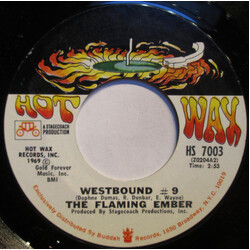 HOT WAX
A STAGECOACH
PRODUCTION
HOT WAX
RECORDS, INC.
1969
Gold Forever
Music, Inc.
BMI
HS 7003
(ZS204A2)
Time: 2:53
WESTBOUND # 9
(Daphne Dumas, R. Dunbar, E. Wayne)
THE FLAMING EMBER
Produced By Stagecoach Productions, Inc.
Exclusively Distributed by Buddah Records, Inc. 1650 Broadway, N.Y. 10019